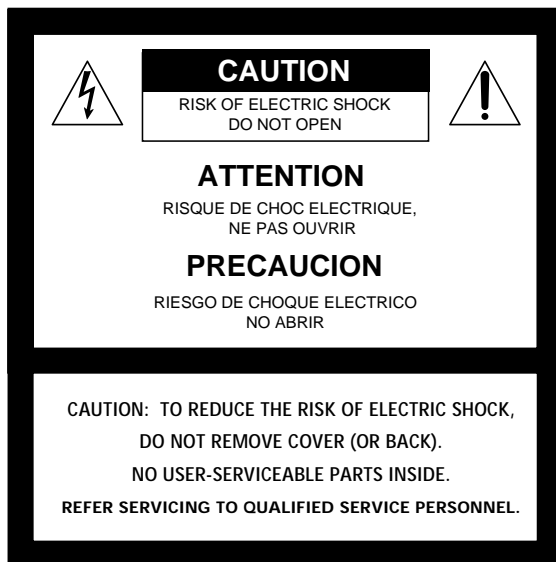 CAUTION
RISK OF ELECTRIC SHOCK
DO NOT OPEN
ATTENTION
RISQUE DE CHOC ELECTRIQUE,
NE PAS OUVRIR
PRECAUCION
RIESGO DE CHOQUE ELECTRICO
NO ABRIR
CAUTION: TO REDUCE THE RISK OF ELECTRIC SHOCK,
DO NOT REMOVE COVER (OR BACK).
NO USER-SERVICEABLE PARTS INSIDE.
REFER SERVICING TO QUALIFIED SERVICE PERSONNEL.